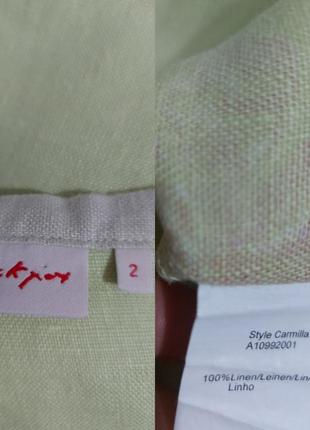 2
Style Carmilla
A10992001
100%Linen/Leinen/Lin/
Linho